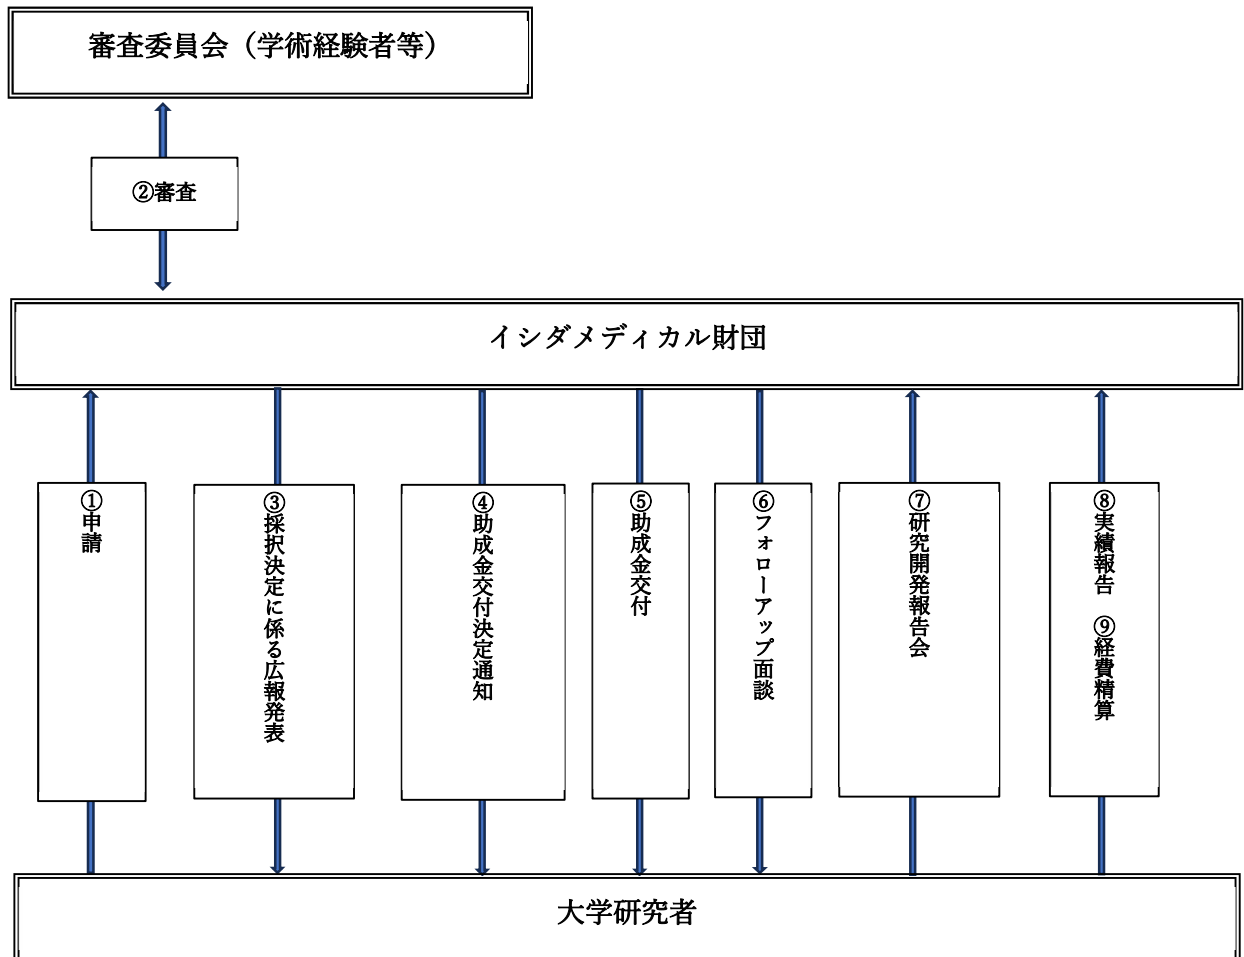 審査委員会（学術経験者等）
②審査
イシダメディカル財団
①申請
③採択決定に係る広報発表
④助成金交付決定通知
⑤助成金交付
⑥フォローアップ面談
⑦研究開発報告会
⑧実績報告　⑨経費精算
大学研究者